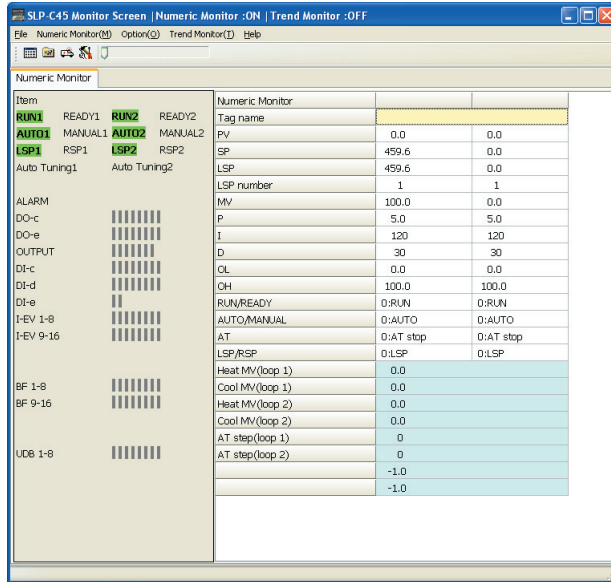 SLP-C45 Monitor Screen |Numeric Monitor :ON |Trend Monitor :OFF
File Numeric Monitor(M) Option(O) Trend Monitor(T) Help
Numeric Monitor
Item
RUN1 READY1 RUN2 READY2
AUTO1 MANUAL1 AUTO2 MANUAL2
LSP1 RSP1 LSP2 RSP2
Auto Tuning1 Auto Tuning2
ALARM
DO-c
DO-e
OUTPUT
DI-c
DI-d
DI-e
I-EV 1-8
I-EV 9-16
BF 1-8
BF 9-16
UDB 1-8
Numeric Monitor
Tag name
PV 0.0 0.0
SP 459.6 0.0
LSP 459.6 0.0
LSP number 1 1
MV 100.0 0.0
P 5.0 5.0
I 120 120
D 30 30
OL 0.0 0.0
OH 100.0 100.0
RUN/READY 0:RUN 0:RUN
AUTO/MANUAL 0:AUTO 0:AUTO
AT 0:AT stop 0:AT stop
LSP/RSP 0:LSP 0:LSP
Heat MV(loop 1) 0.0
Cool MV(loop 1) 0.0
Heat MV(loop 2) 0.0
Cool MV(loop 2) 0.0
AT step(loop 1) 0
AT step(loop 2) 0
-1.0
-1.0